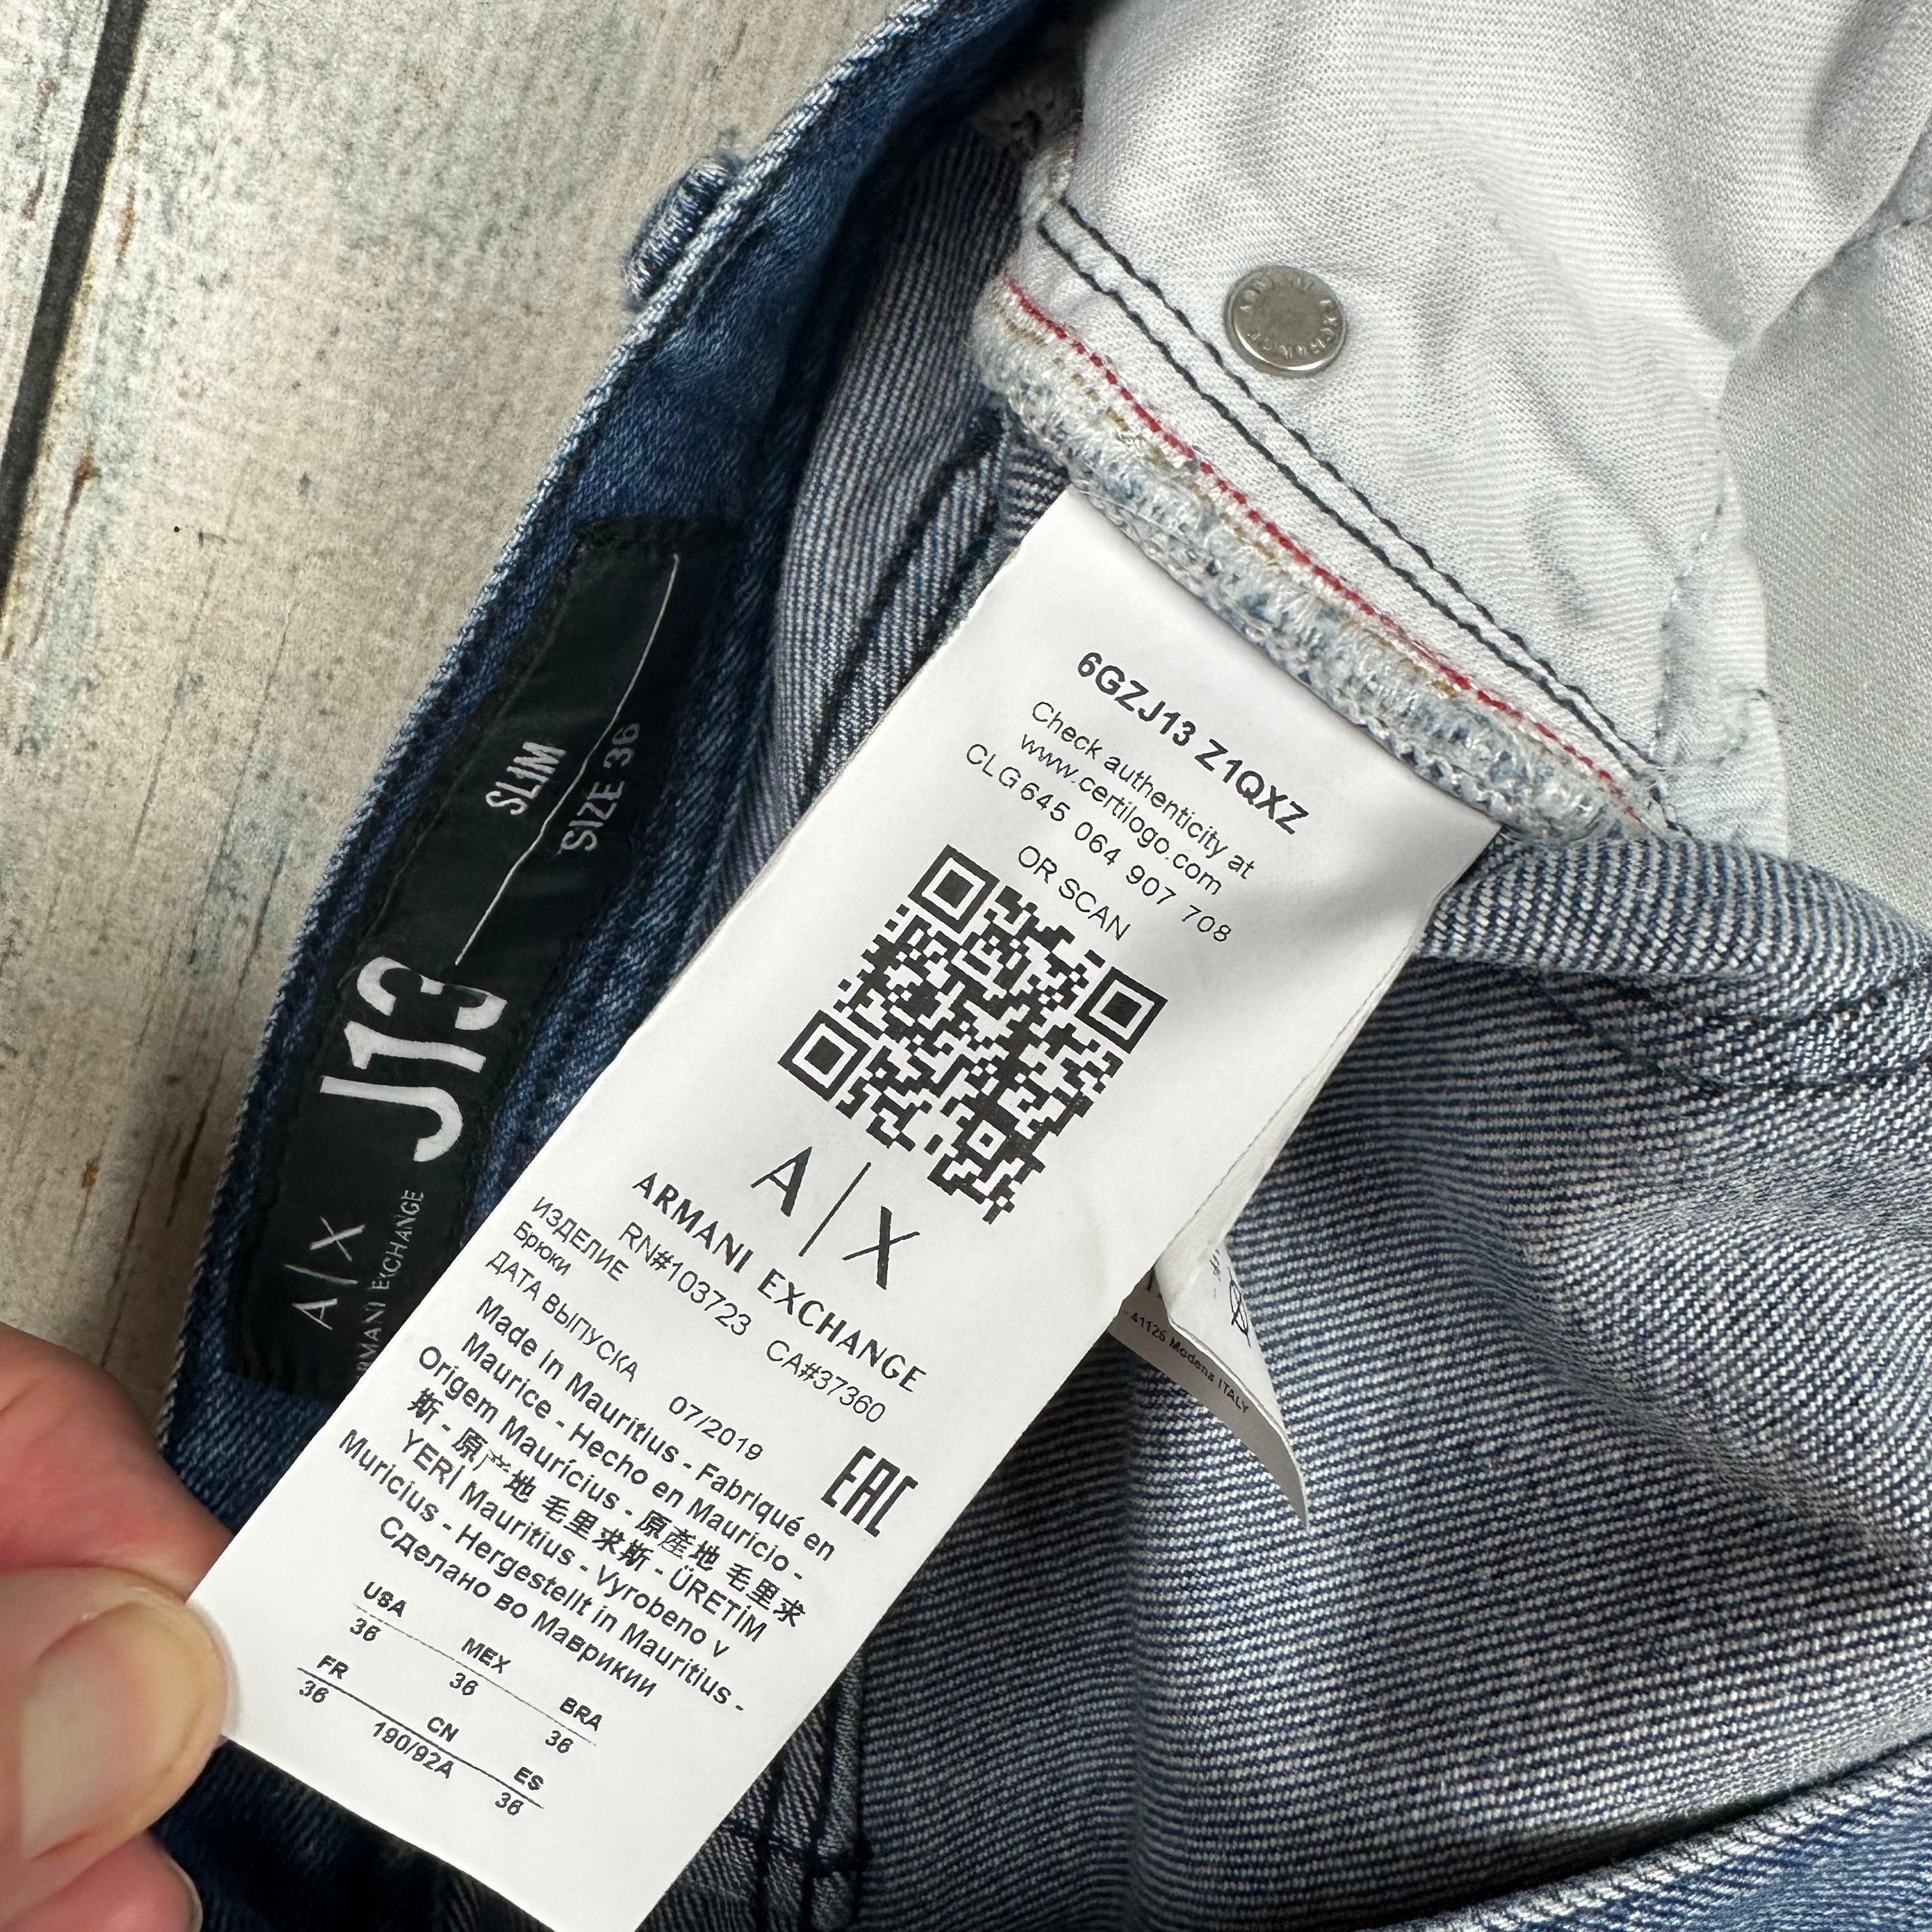 6GZJ13 Z1QXZ
Check authenticity at
www.certilogo.com
CLG 645 064 907 708
OR SCAN
A|X
ARMANI EXCHANGE
RN#103723 CA#37360
ИЗДЕЛИЕ
Брюки
ДАТА ВЫПУСКА 07/2019
EAC
Made in Mauritius - Fabriqué en
Maurice - Hecho en Mauricio -
Origem Maurícius - 原產地 毛里求
斯 - 原产地 毛里求斯 - ÜRETİM
YERİ Mauritius - Vyrobeno v
Muricius - Hergestellt in Mauritius -
Сделано во Маврикии
USA MEX BRA
36 36 36
FR CN ES
36 190/92A 36
A|X
ARMANI EXCHANGE
J13
SLIM
SIZE 36
41126 Modena ITALY